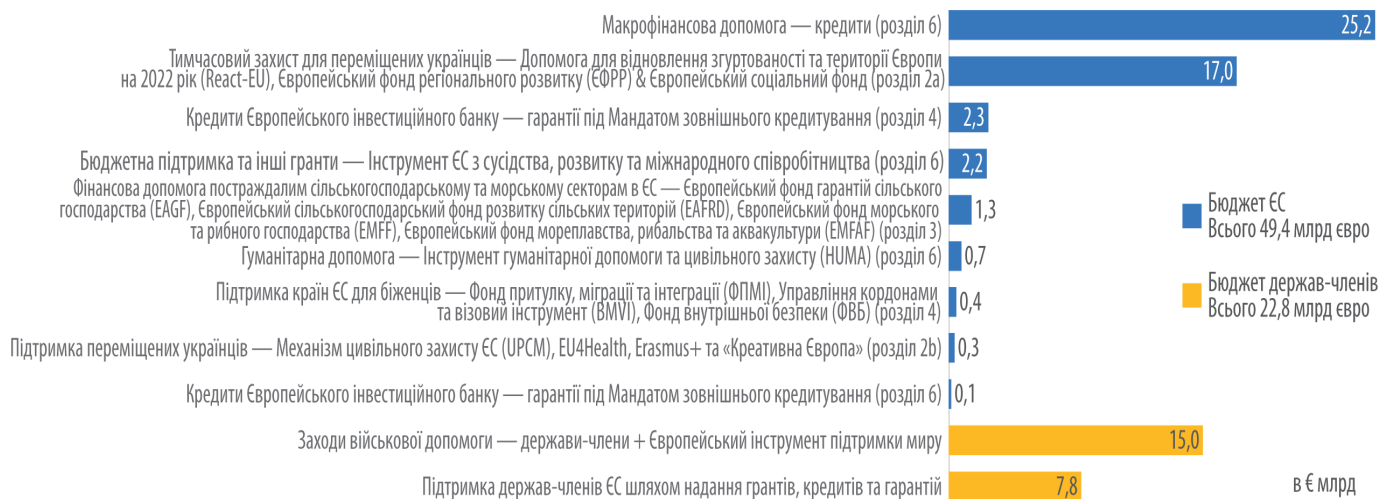 Макрофінансова допомога — кредити (розділ 6)
25,2
Тимчасовий захист для переміщених українців — Допомога для відновлення згуртованості та території Європи
на 2022 рік (React-EU), Європейський фонд регіонального розвитку (ЄФРР) & Європейський соціальний фонд (розділ 2a)
17,0
Кредити Європейського інвестиційного банку — гарантії під Мандатом зовнішнього кредитування (розділ 4)
2,3
Бюджетна підтримка та інші гранти — Інструмент ЄС з сусідства, розвитку та міжнародного співробітництва (розділ 6)
2,2
Фінансова допомога постраждалим сільськогосподарському та морському секторам в ЄС — Європейський фонд гарантій сільського
господарства (EAGF), Європейський сільськогосподарський фонд розвитку сільських територій (EAFRD), Європейський фонд морського
та рибного господарства (EMFF), Європейський фонд мореплавства, рибальства та аквакультури (EMFAF) (розділ 3)
1,3
Гуманітарна допомога — Інструмент гуманітарної допомоги та цивільного захисту (HUMA) (розділ 6)
0,7
Підтримка країн ЄС для біженців — Фонд притулку, міграції та інтеграції (ФПМІ), Управління кордонами
та візовий інструмент (BMVI), Фонд внутрішньої безпеки (ФВБ) (розділ 4)
0,4
Підтримка переміщених українців — Механізм цивільного захисту ЄС (UPCM), EU4Health, Erasmus+ та «Креативна Європа» (розділ 2b)
0,3
Кредити Європейського інвестиційного банку — гарантії під Мандатом зовнішнього кредитування (розділ 6)
0,1
Заходи військової допомоги — держави-члени + Європейський інструмент підтримки миру
15,0
Підтримка держав-членів ЄС шляхом надання грантів, кредитів та гарантій
7,8
Бюджет ЄС
Всього 49,4 млрд євро
Бюджет держав-членів
Всього 22,8 млрд євро
в € млрд